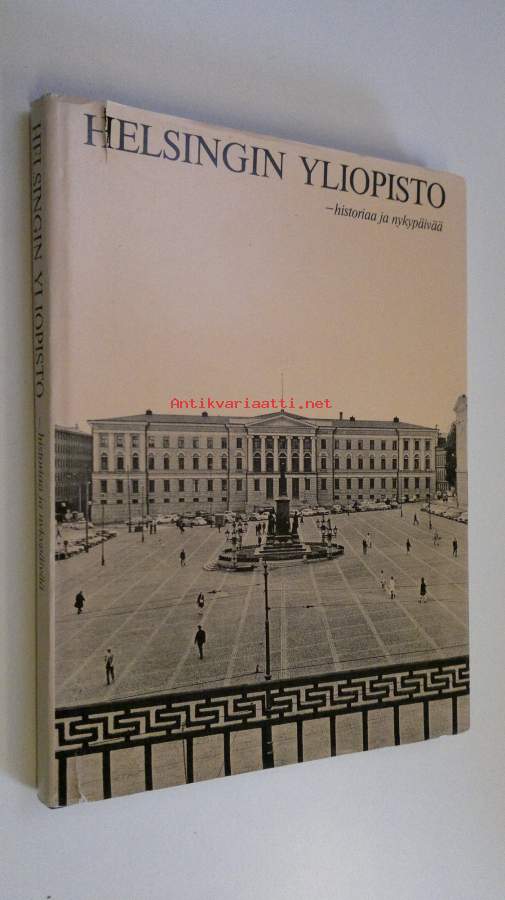 HELSINGIN YLIOPISTO
–historiaa ja nykypäivää
Antikvariaatti.net
HELSINGIN YLIOPISTO –historiaa ja nykypäivää